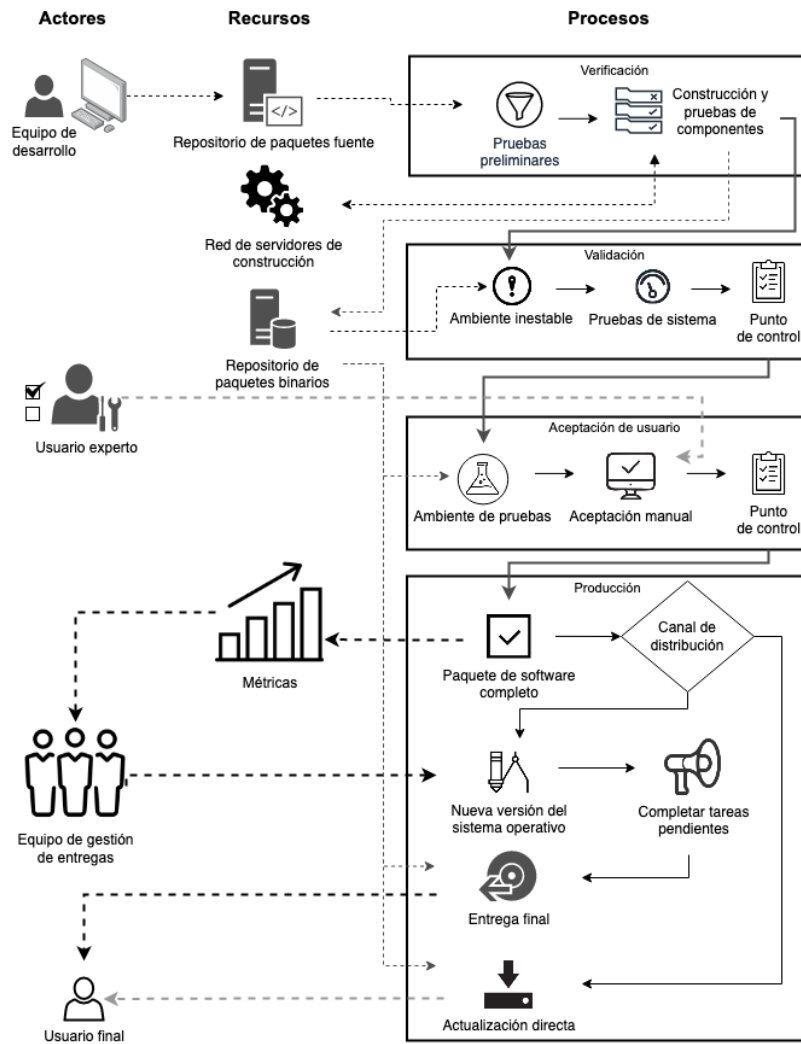 Actores
Recursos
Procesos
Verificación
Equipo de
desarrollo
</>
Repositorio de paquetes fuente
Pruebas
preliminares
Construcción y
pruebas de
componentes
Red de servidores de
construcción
Validación
Ambiente inestable
Pruebas de sistema
Punto
de control
Repositorio de
paquetes binarios
Usuario experto
Aceptación de usuario
Ambiente de pruebas
Aceptación manual
Punto
de control
Producción
Canal de
distribución
Métricas
Paquete de software
completo
Equipo de gestión
de entregas
Nueva versión del
sistema operativo
Completar tareas
pendientes
Entrega final
Usuario final
Actualización directa